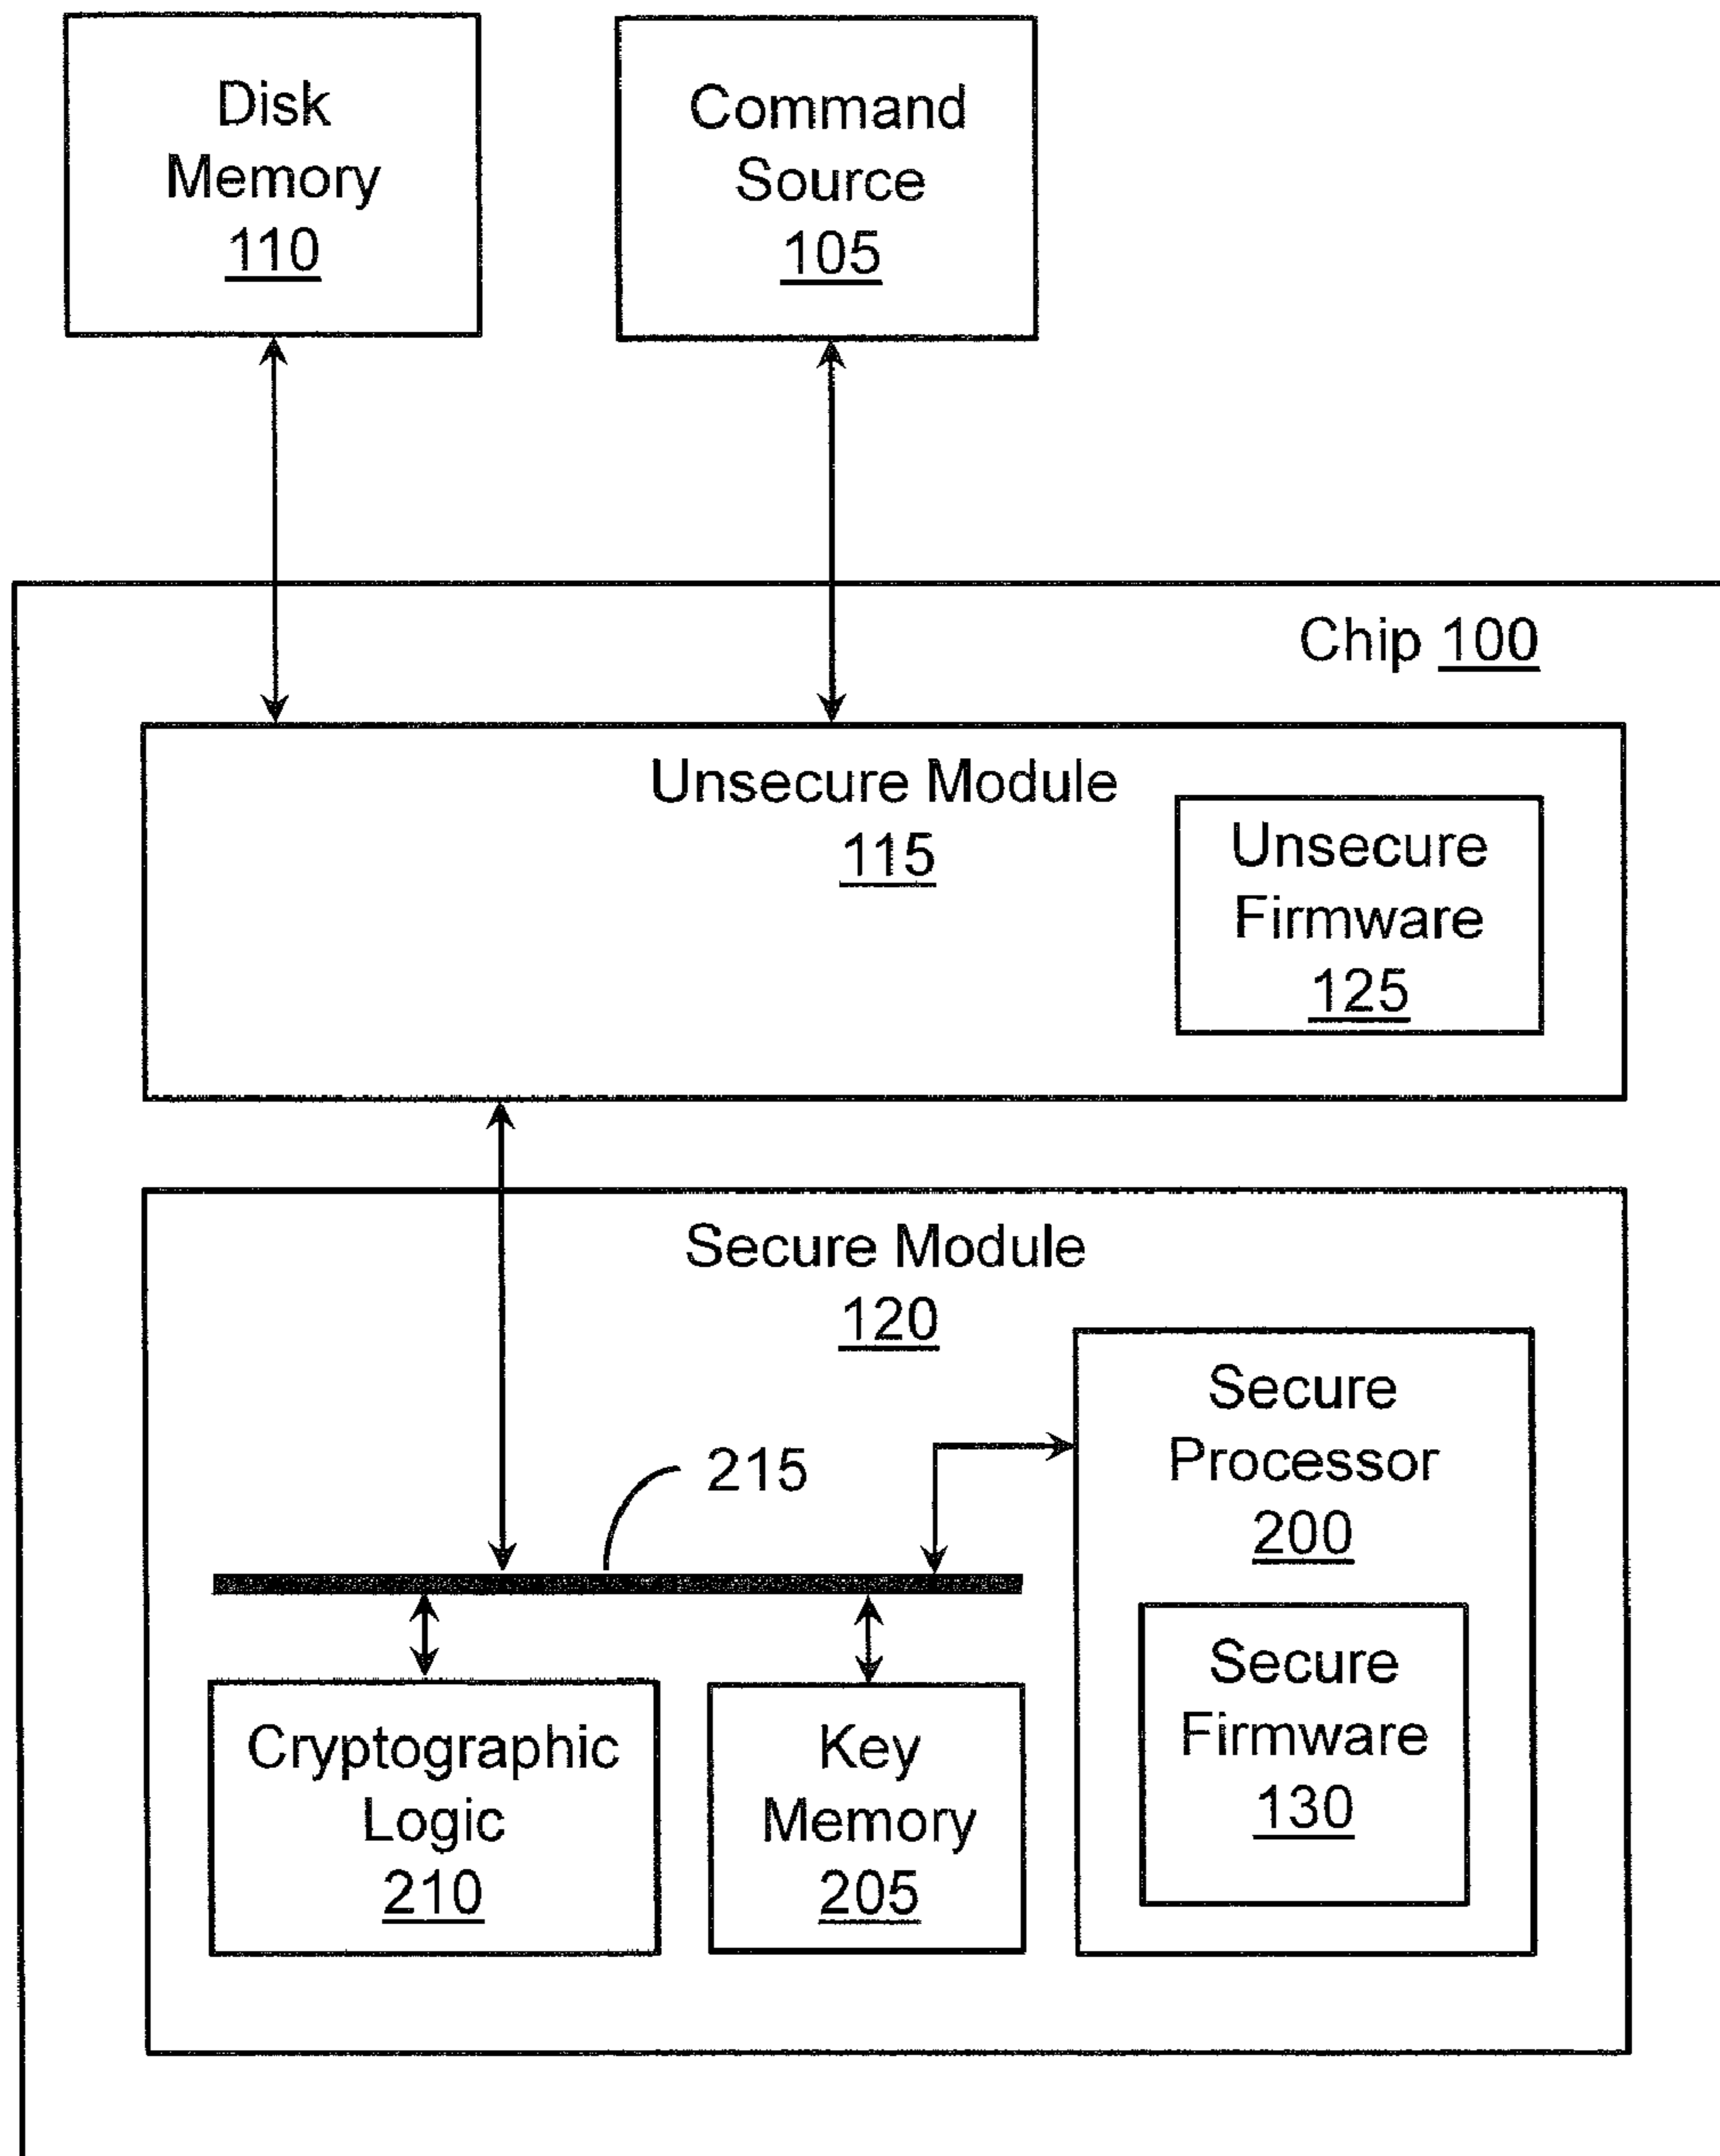 Disk
Memory
110
Command
Source
105
Chip 100
Unsecure Module
115
Unsecure
Firmware
125
Secure Module
120
Secure
Processor
200
215
Secure
Firmware
130
Cryptographic
Logic
210
Key
Memory
205